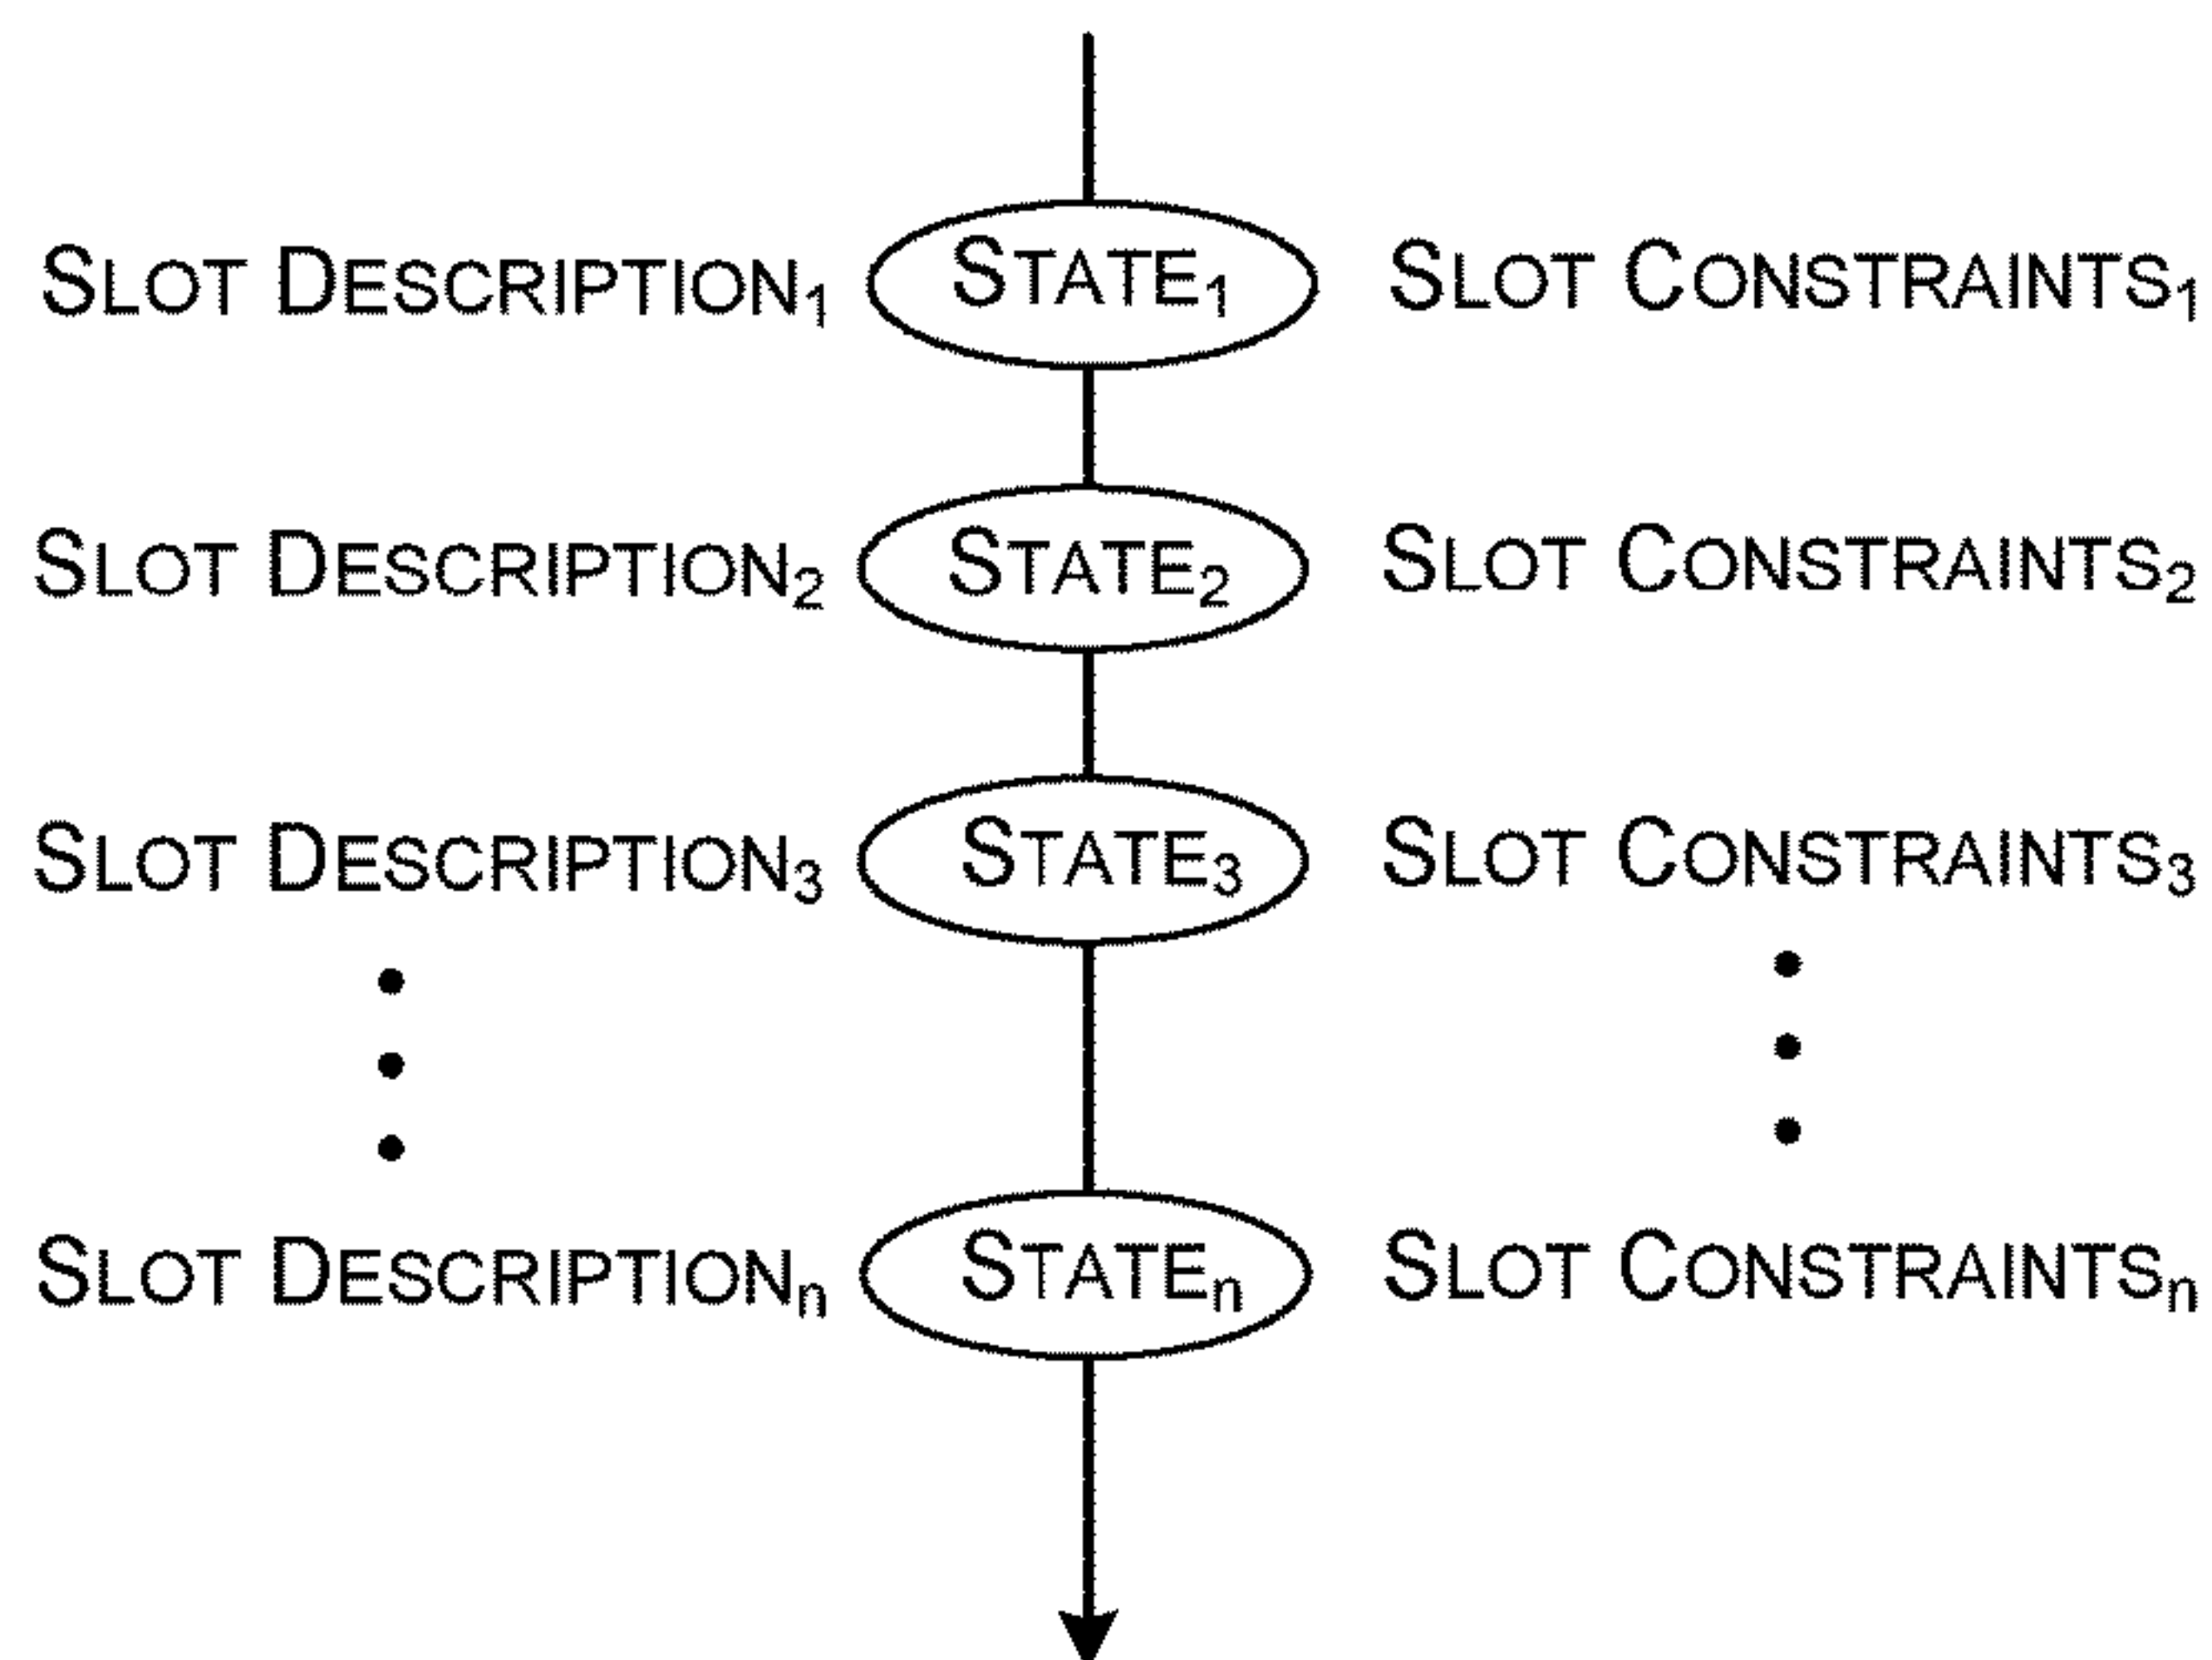 SLOT DESCRIPTION₁ STATE₁ SLOT CONSTRAINTS₁
SLOT DESCRIPTION₂ STATE₂ SLOT CONSTRAINTS₂
SLOT DESCRIPTION₃ STATE₃ SLOT CONSTRAINTS₃
SLOT DESCRIPTIONₙ STATEₙ SLOT CONSTRAINTSₙ